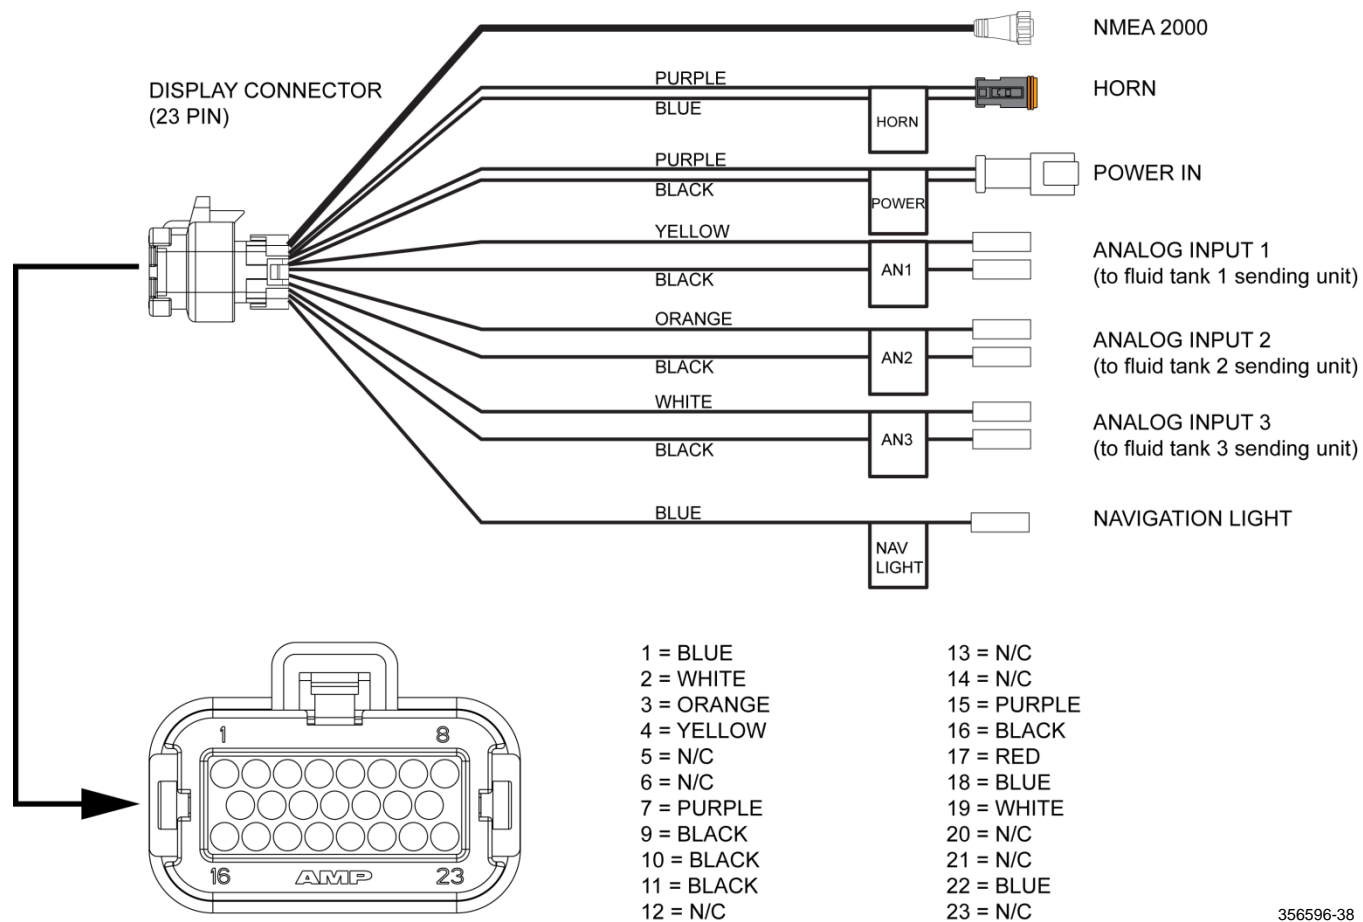 NMEA 2000
DISPLAY CONNECTOR
(23 PIN)
PURPLE
BLUE
HORN
HORN
PURPLE
BLACK
POWER
POWER IN
YELLOW
BLACK
AN1
ANALOG INPUT 1
(to fluid tank 1 sending unit)
ORANGE
BLACK
AN2
ANALOG INPUT 2
(to fluid tank 2 sending unit)
WHITE
BLACK
AN3
ANALOG INPUT 3
(to fluid tank 3 sending unit)
BLUE
NAV
LIGHT
NAVIGATION LIGHT
1
8
16
AMP
23
1 = BLUE
2 = WHITE
3 = ORANGE
4 = YELLOW
5 = N/C
6 = N/C
7 = PURPLE
9 = BLACK
10 = BLACK
11 = BLACK
12 = N/C
13 = N/C
14 = N/C
15 = PURPLE
16 = BLACK
17 = RED
18 = BLUE
19 = WHITE
20 = N/C
21 = N/C
22 = BLUE
23 = N/C
356596-38